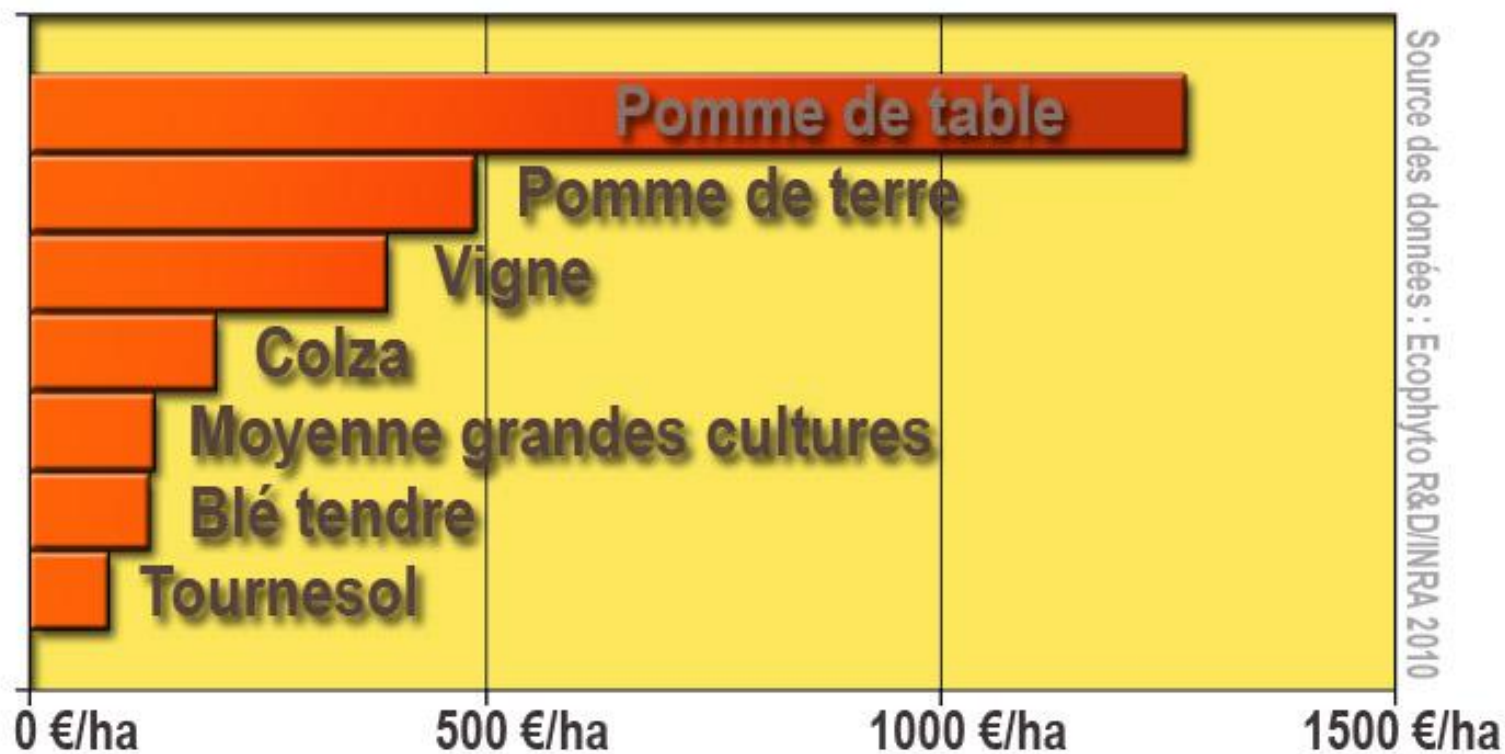 Pomme de table
Pomme de terre
Vigne
Colza
Moyenne grandes cultures
Blé tendre
Tournesol
0 €/ha
500 €/ha
1000 €/ha
1500 €/ha
Source des données : Ecophyto R&D/INRA 2010